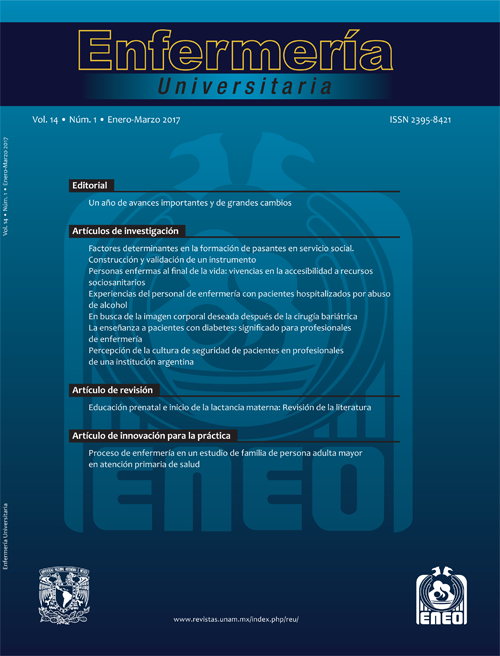 Enfermería
Universitaria
Vol. 14 • Núm. 1 • Enero-Marzo 2017
ISSN 2395-8421
Vol. 14 • Núm. 1 • Enero-Marzo 2017
Editorial
Un año de avances importantes y de grandes cambios
Artículos de investigación
Factores determinantes en la formación de pasantes en servicio social.
Construcción y validación de un instrumento
Personas enfermas al final de la vida: vivencias en la accesibilidad a recursos
sociosanitarios
Experiencias del personal de enfermería con pacientes hospitalizados por abuso
de alcohol
En busca de la imagen corporal deseada después de la cirugía bariátrica
La enseñanza a pacientes con diabetes: significado para profesionales
de enfermería
Percepción de la cultura de seguridad de pacientes en profesionales
de una institución argentina
Artículo de revisión
Educación prenatal e inicio de la lactancia materna: Revisión de la literatura
Artículo de innovación para la práctica
Proceso de enfermería en un estudio de familia de persona adulta mayor
en atención primaria de salud
ENEO
Enfermería Universitaria
www.revistas.unam.mx/index.php/reu/
ENEO